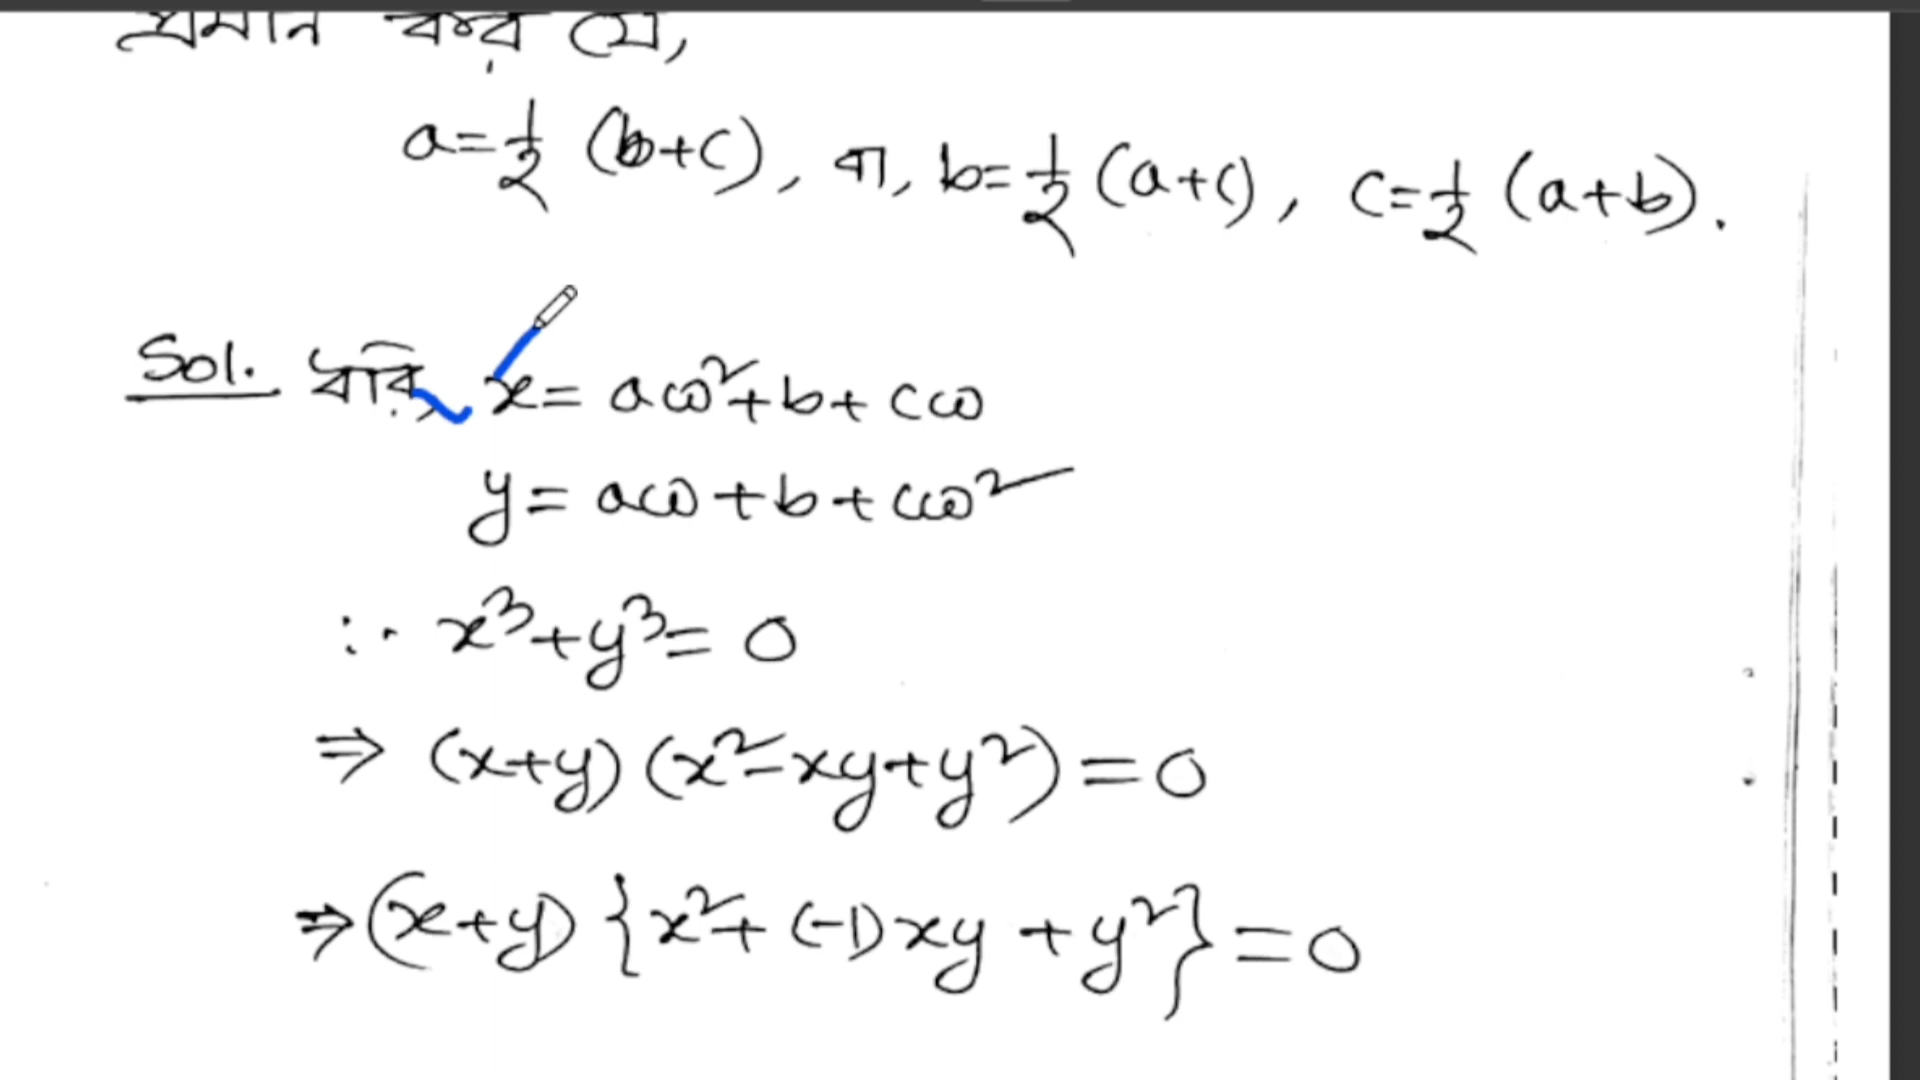 প্রমান কর যে,
a=½ (b+c), বা, b=½ (a+c), c=½ (a+b).
Sol. ধরি, x= aω²+b+cω
y= aω+b+cω²
∴ x³+y³= 0
⇒ (x+y) (x²-xy+y²) = 0
⇒ (x+y) {x²+ (-1)xy + y²} = 0